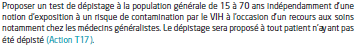 Proposer un test de dépistage à la population générale de 15 à 70 ans indépendamment d'une
notion d'exposition à un risque de contamination par le VIH à l'occasion d'un recours aux soins
notamment chez les médecins généralistes. Le dépistage sera proposé à tout patient n'ayant pas
été dépisté (Action T17).